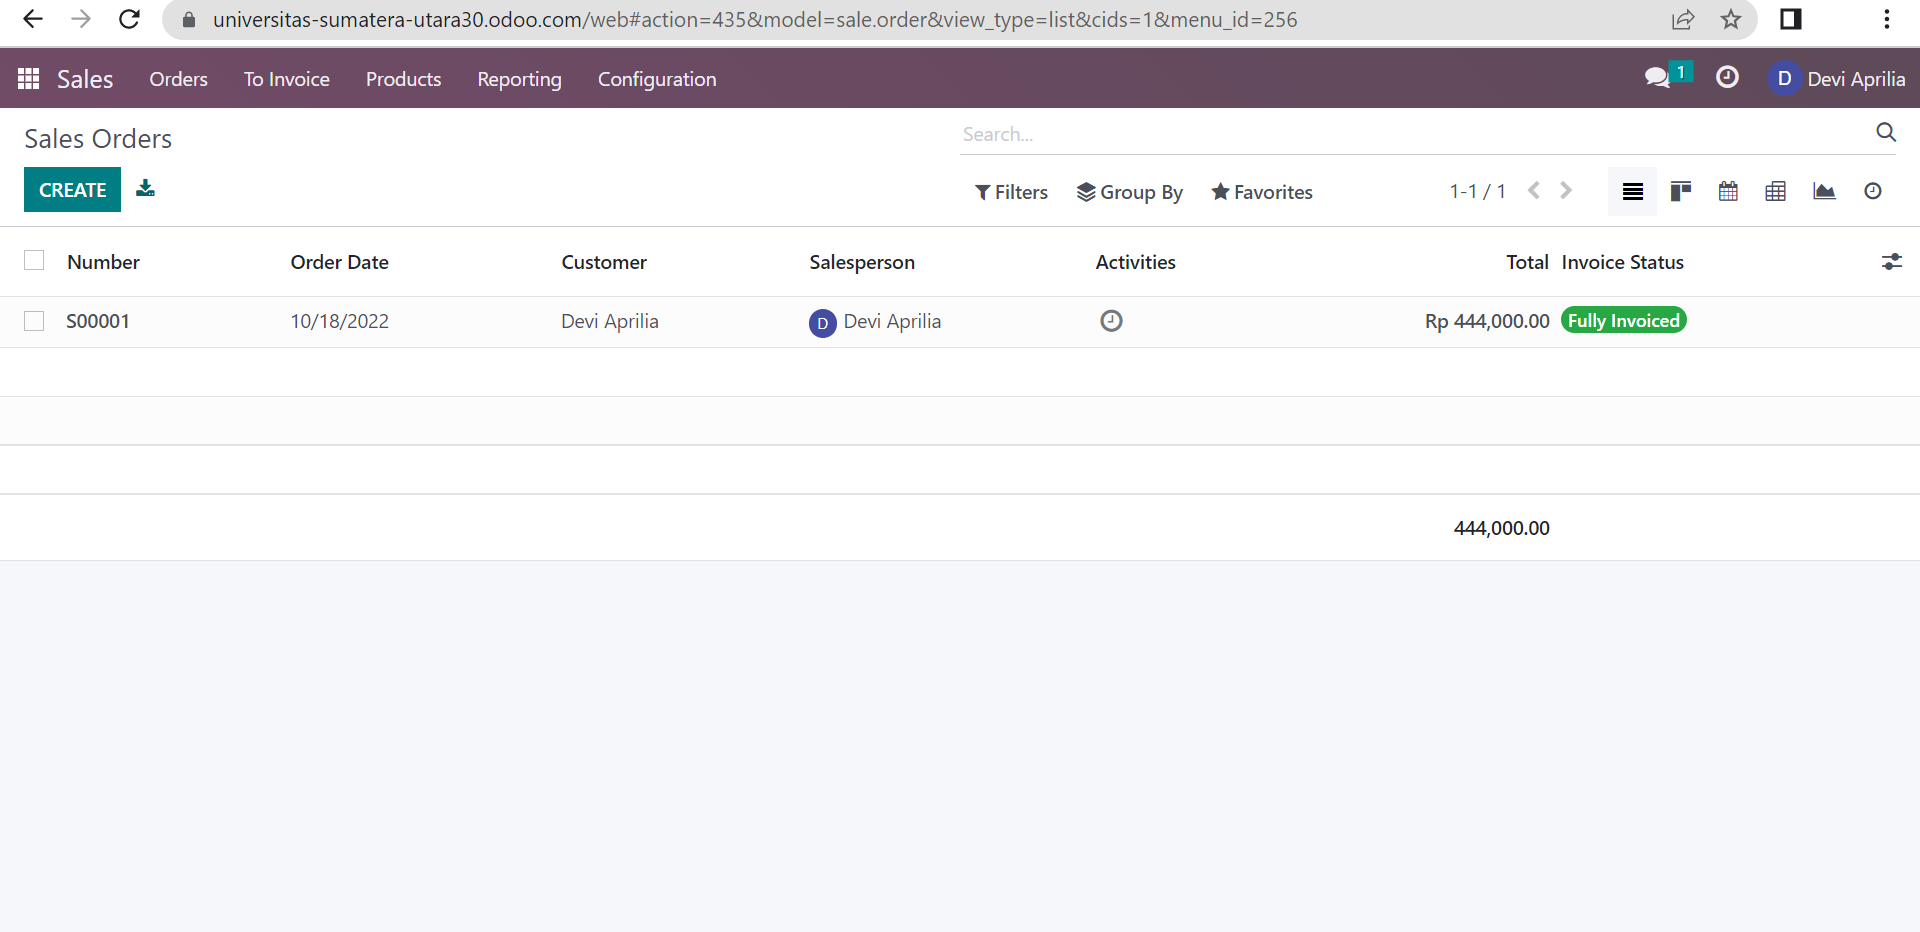 universitas-sumatera-utara30.odoo.com/web#action=435&model=sale.order&view_type=list&cids=1&menu_id=256
Sales Orders To Invoice Products Reporting Configuration 1 D Devi Aprilia
Sales Orders
Search...
CREATE
Filters Group By Favorites 1-1 / 1
Number Order Date Customer Salesperson Activities Total Invoice Status
S00001 10/18/2022 Devi Aprilia D Devi Aprilia Rp 444,000.00 Fully Invoiced
444,000.00